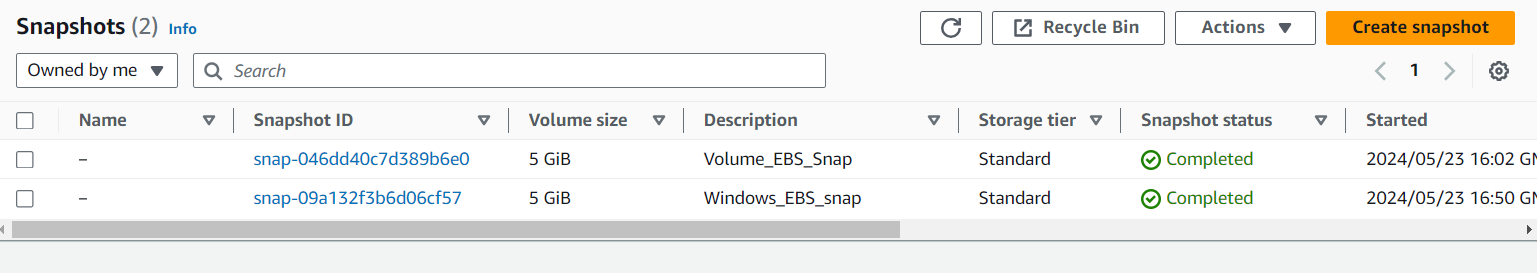 Snapshots (2) Info Recycle Bin Actions Create snapshot
Owned by me Search 1
Name Snapshot ID Volume size Description Storage tier Snapshot status Started
– snap-046dd40c7d389b6e0 5 GiB Volume_EBS_Snap Standard Completed 2024/05/23 16:02 GM
– snap-09a132f3b6d06cf57 5 GiB Windows_EBS_snap Standard Completed 2024/05/23 16:50 GM